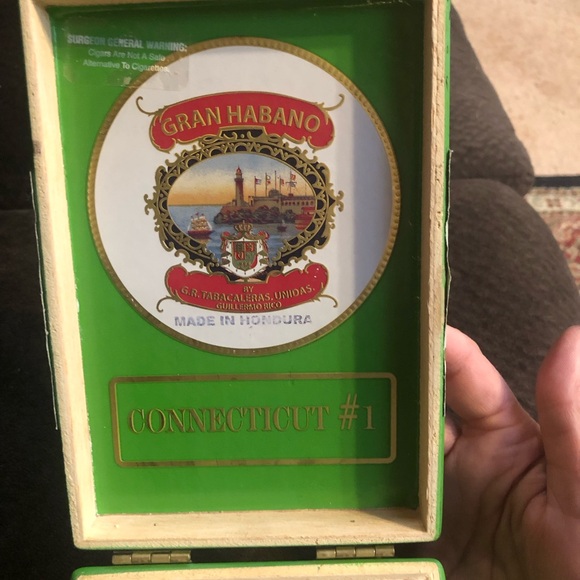 SURGEON GENERAL WARNING:
Cigars Are Not A Safe
Alternative To Cigarettes.
GRAN HABANO
BY
G.R. TABACALERAS, UNIDAS.
GUILLERMO RICO
MADE IN HONDURA
CONNECTICUT #1